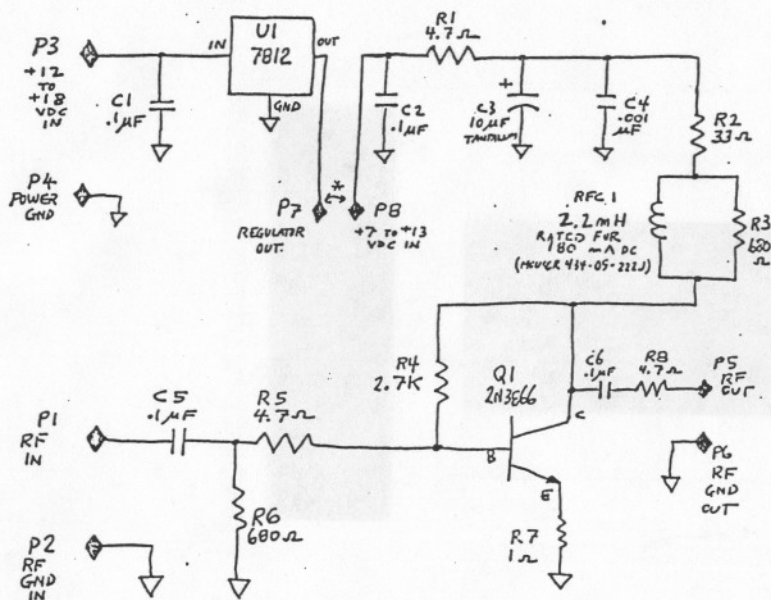 P3
+12
TO
+18
VDC
IN
C1
.1µF
IN
U1
7812
OUT
GND
P4
POWER
GND
P7
REGULATOR
OUT
*
P8
+7 TO +13
VDC IN
C2
.1µF
R1
4.7Ω
+
C3
10µF
TANTALUM
C4
.001
µF
R2
33Ω
RFC1
2.2mH
RATED FOR
180 mA DC
(MOUSER 434-05-222J)
R3
680
Ω
R4
2.7K
Q1
2N3866
C
B
E
C6
.1µF
R8
4.7Ω
P5
RF
OUT
P6
RF
GND
OUT
P1
RF
IN
C5
.1µF
R5
4.7Ω
R6
680Ω
R7
1Ω
P2
RF
GND
IN